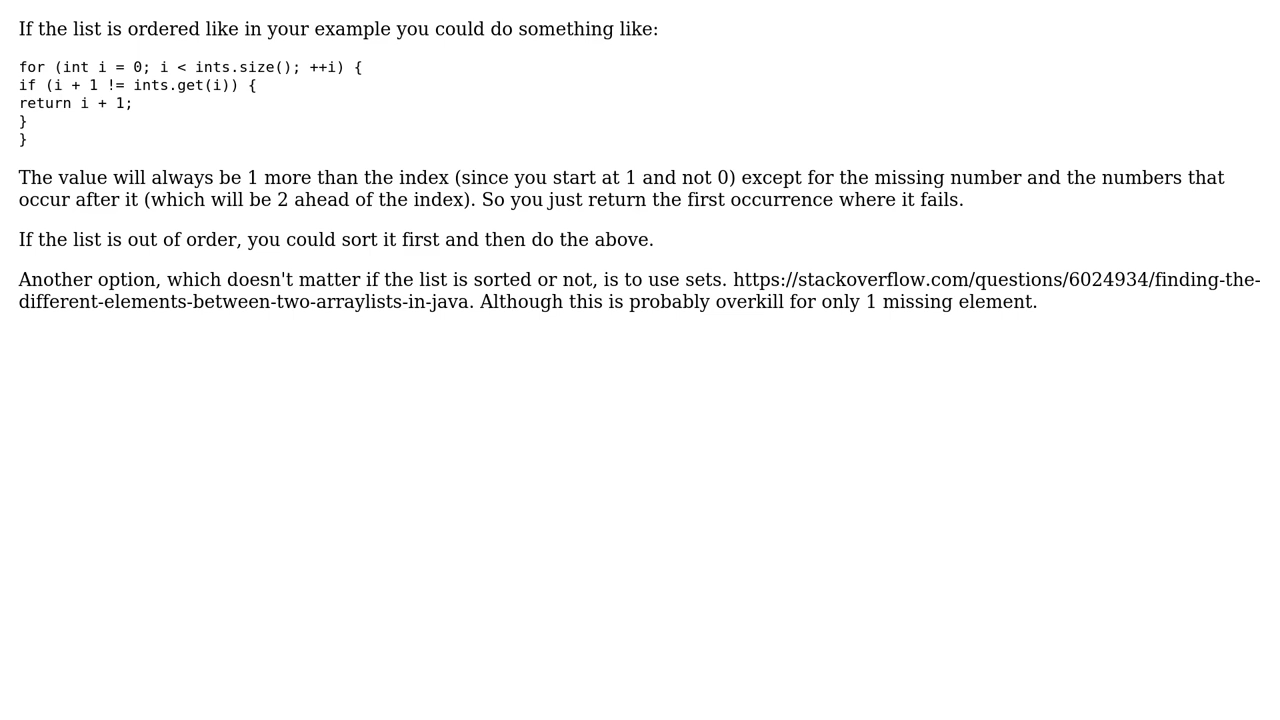 If the list is ordered like in your example you could do something like:
for (int i = 0; i < ints.size(); ++i) {
if (i + 1 != ints.get(i)) {
return i + 1;
}
}
The value will always be 1 more than the index (since you start at 1 and not 0) except for the missing number and the numbers that
occur after it (which will be 2 ahead of the index). So you just return the first occurrence where it fails.
If the list is out of order, you could sort it first and then do the above.
Another option, which doesn't matter if the list is sorted or not, is to use sets. https://stackoverflow.com/questions/6024934/finding-the-
different-elements-between-two-arraylists-in-java. Although this is probably overkill for only 1 missing element.